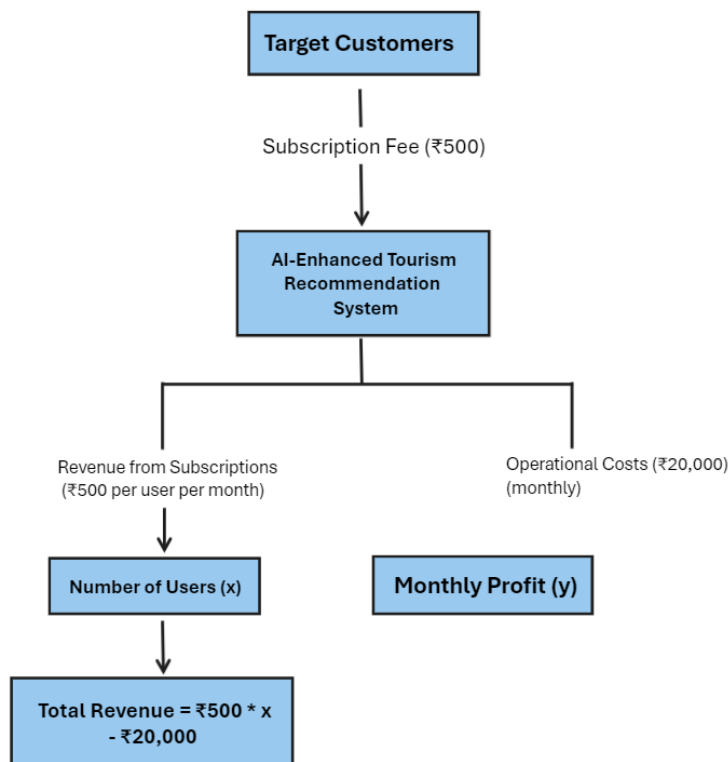 Target Customers
Subscription Fee (₹500)
AI-Enhanced Tourism
Recommendation
System
Revenue from Subscriptions
(₹500 per user per month)
Operational Costs (₹20,000)
(monthly)
Number of Users (x)
Monthly Profit (y)
Total Revenue = ₹500 * x
- ₹20,000